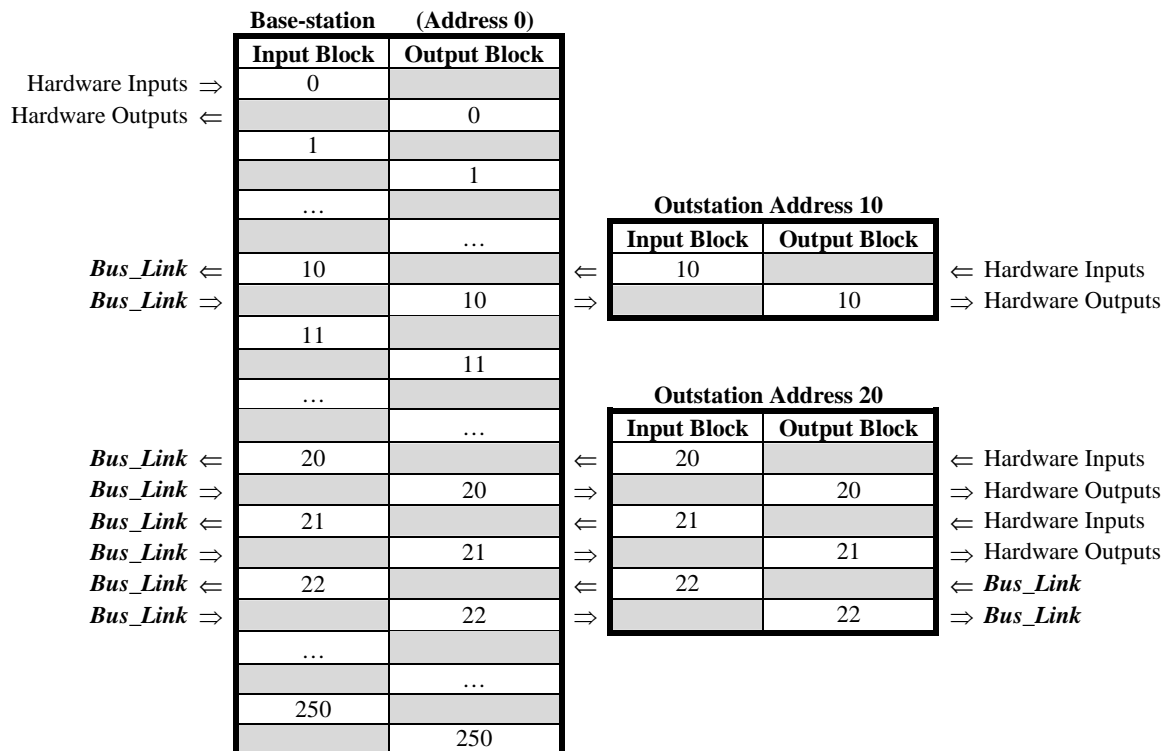 Base-station (Address 0)
Input Block Output Block
Hardware Inputs ⇒ 0
Hardware Outputs ⇐ 0
1
1
… Outstation Address 10
… Input Block Output Block
Bus_Link ⇐ 10 ⇐ 10 ⇐ Hardware Inputs
Bus_Link ⇒ 10 ⇒ 10 ⇒ Hardware Outputs
11
11
… Outstation Address 20
… Input Block Output Block
Bus_Link ⇐ 20 ⇐ 20 ⇐ Hardware Inputs
Bus_Link ⇒ 20 ⇒ 20 ⇒ Hardware Outputs
Bus_Link ⇐ 21 ⇐ 21 ⇐ Hardware Inputs
Bus_Link ⇒ 21 ⇒ 21 ⇒ Hardware Outputs
Bus_Link ⇐ 22 ⇐ 22 ⇐ Bus_Link
Bus_Link ⇒ 22 ⇒ 22 ⇒ Bus_Link
…
…
250
250